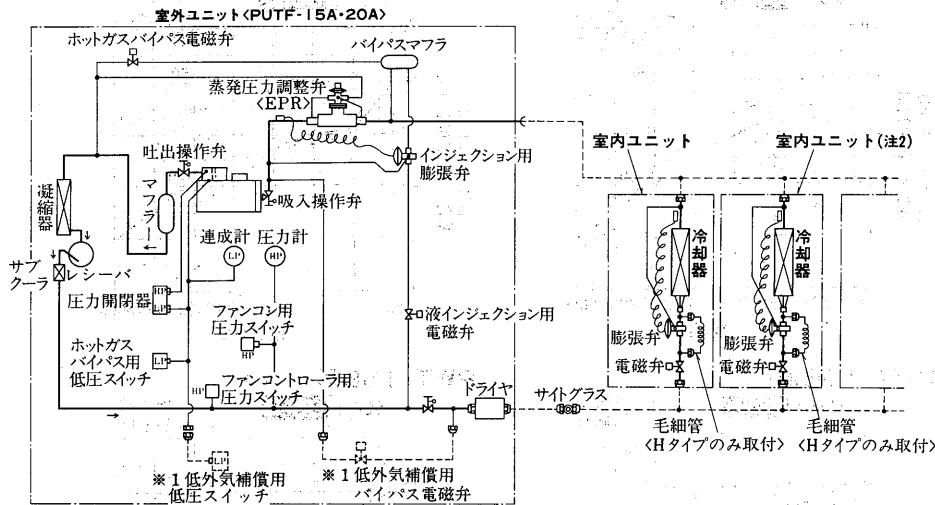 室外ユニット<PUTF-15A・20A>
ホットガスバイパス電磁弁
バイパスマフラ
蒸発圧力調整弁
<EPR>
吐出操作弁
マフラー
凝縮器
インジェクション用
膨張弁
吸入操作弁
連成計
圧力計
LP
HP
サブ
クーラ
レシーバ
圧力開閉器
HP
LP
ファンコン用
圧力スイッチ
HP
液インジェクション用
電磁弁
ホットガス
バイパス用
低圧スイッチ
LP
HP
ファンコントローラ用
圧力スイッチ
ドライヤ
サイトグラス
※1低外気補償用
低圧スイッチ
LP
※1低外気補償用
バイパス電磁弁
室内ユニット
冷却器
膨張弁
電磁弁
毛細管
<Hタイプのみ取付>
室内ユニット(注2)
冷却器
膨張弁
電磁弁
毛細管
<Hタイプのみ取付>